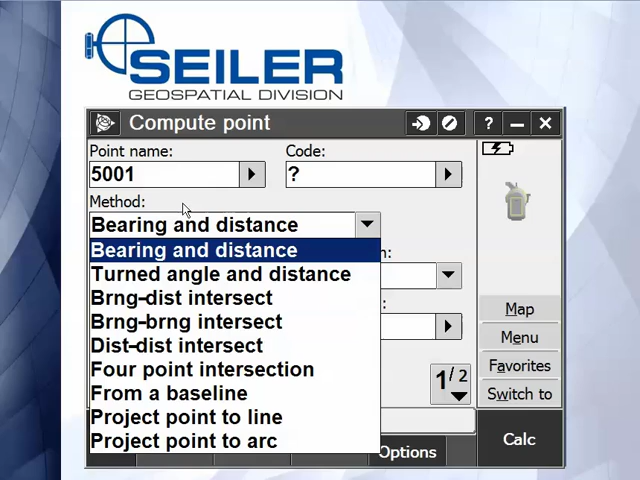 SEILER
GEOSPATIAL DIVISION
Compute point
?
Point name:
Code:
5001
?
Method:
Bearing and distance
Bearing and distance
Turned angle and distance
Brng-dist intersect
Brng-brng intersect
Dist-dist intersect
Four point intersection
From a baseline
Project point to line
Project point to arc
n:
:
1/2
Map
Menu
Favorites
Switch to
Options
Calc